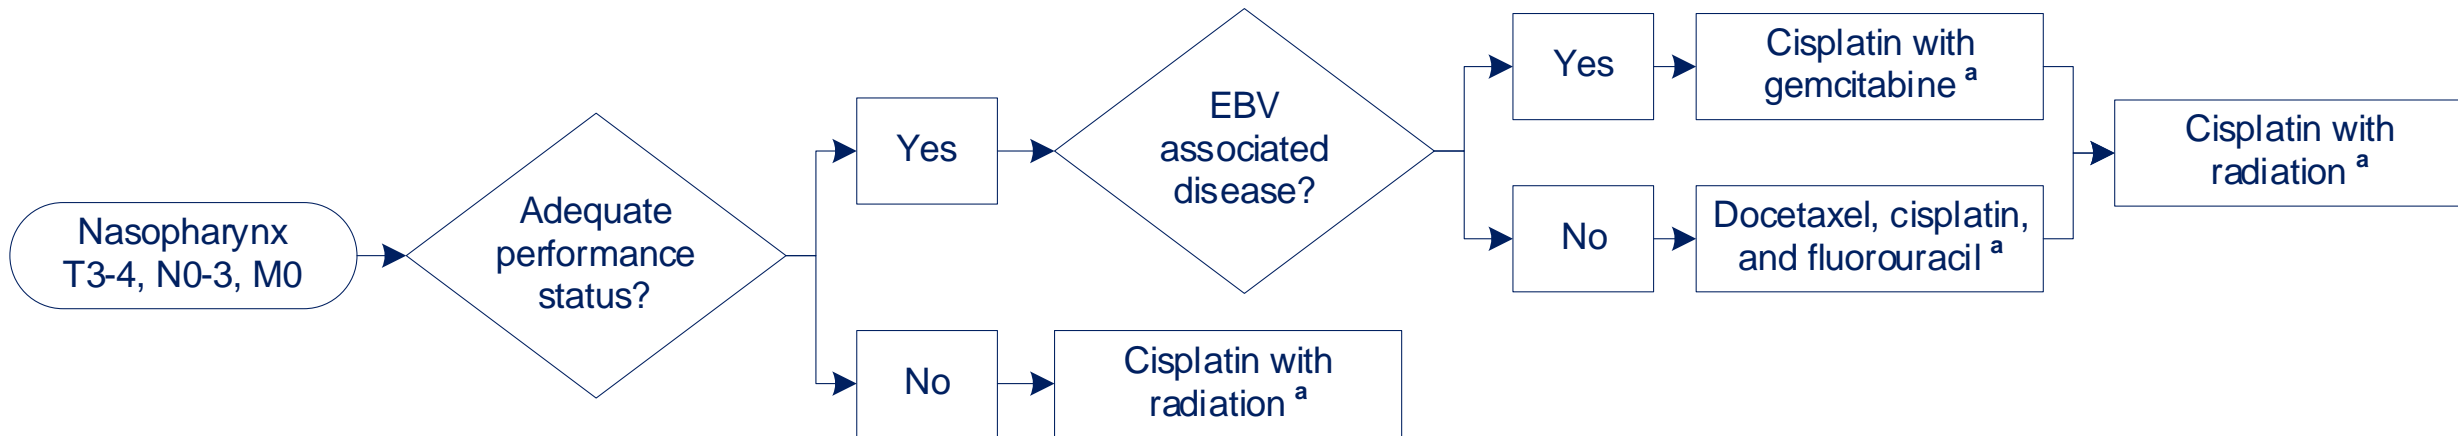 Nasopharynx
T3-4, N0-3, M0
Adequate
performance
status?
Yes
EBV
associated
disease?
Yes
Cisplatin with
gemcitabine a
No
Docetaxel, cisplatin,
and fluorouracil a
Cisplatin with
radiation a
No
Cisplatin with
radiation a